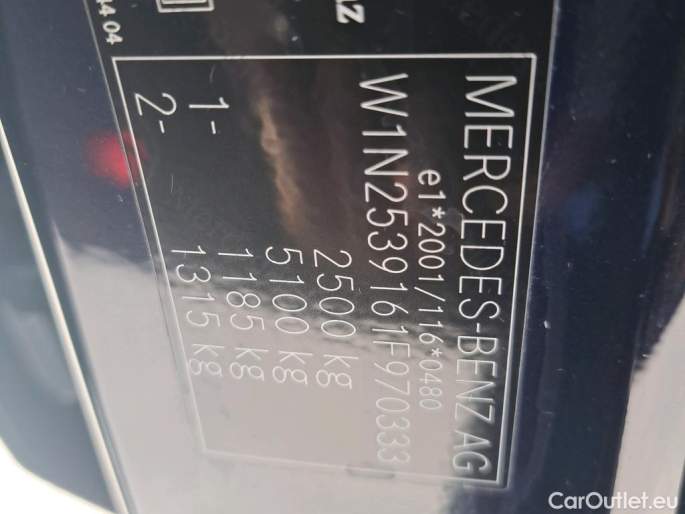 AZ
MERCEDES-BENZ AG
e1*2001/116*0480
W1N2539161F970333
2500 kg
5100 kg
1- 1185 kg
2- 1315 kg
CarOutlet.eu